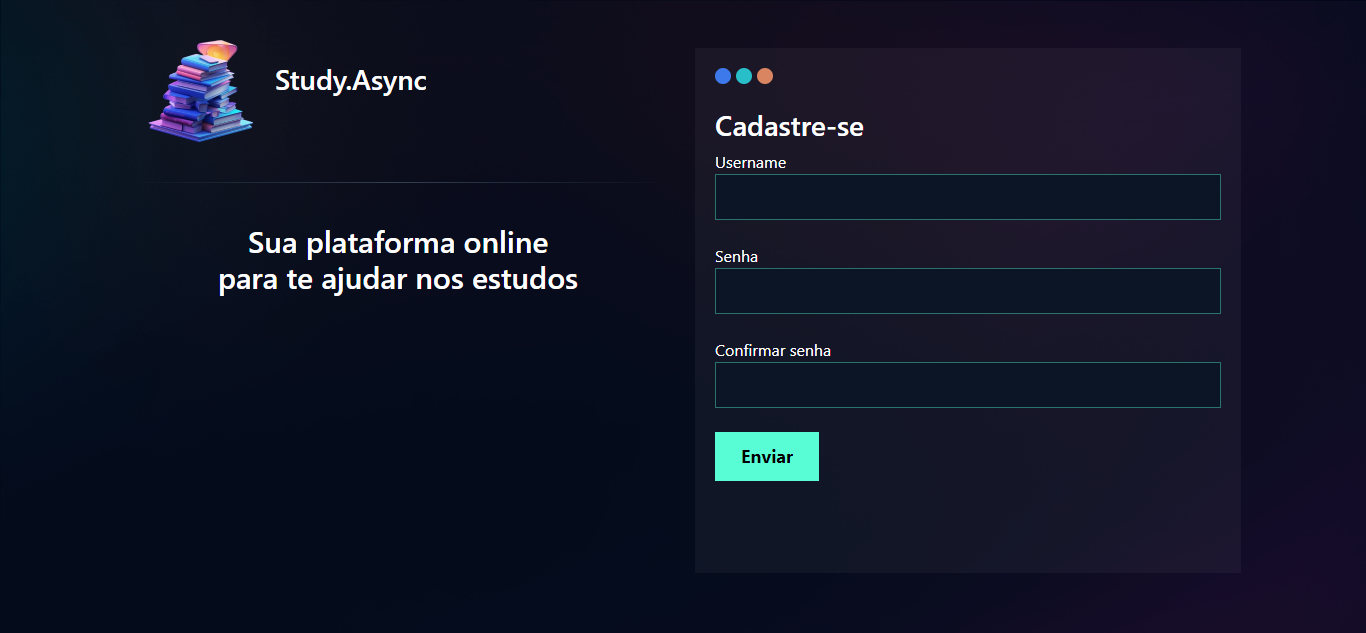 Study.Async
Sua plataforma online
para te ajudar nos estudos
Cadastre-se
Username
Senha
Confirmar senha
Enviar